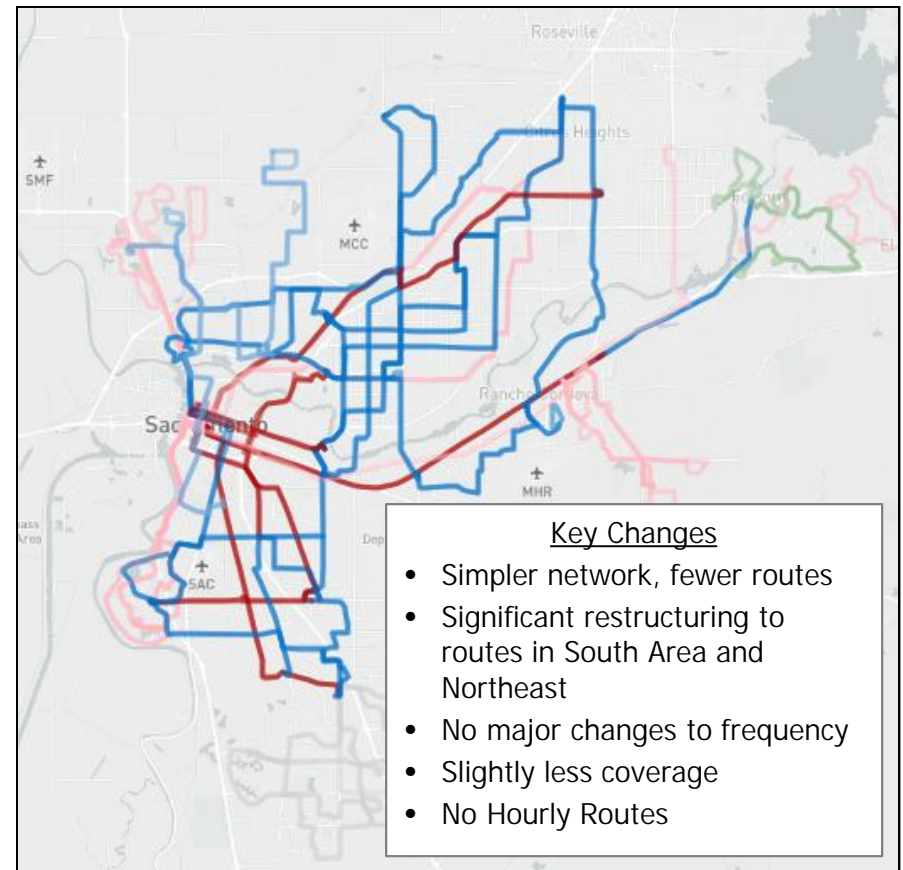 Roseville
Citrus Heights
SMF
MCC
Rancho Cordova
Sacramento
MHR
SAC
Key Changes
• Simpler network, fewer routes
• Significant restructuring to
routes in South Area and
Northeast
• No major changes to frequency
• Slightly less coverage
• No Hourly Routes